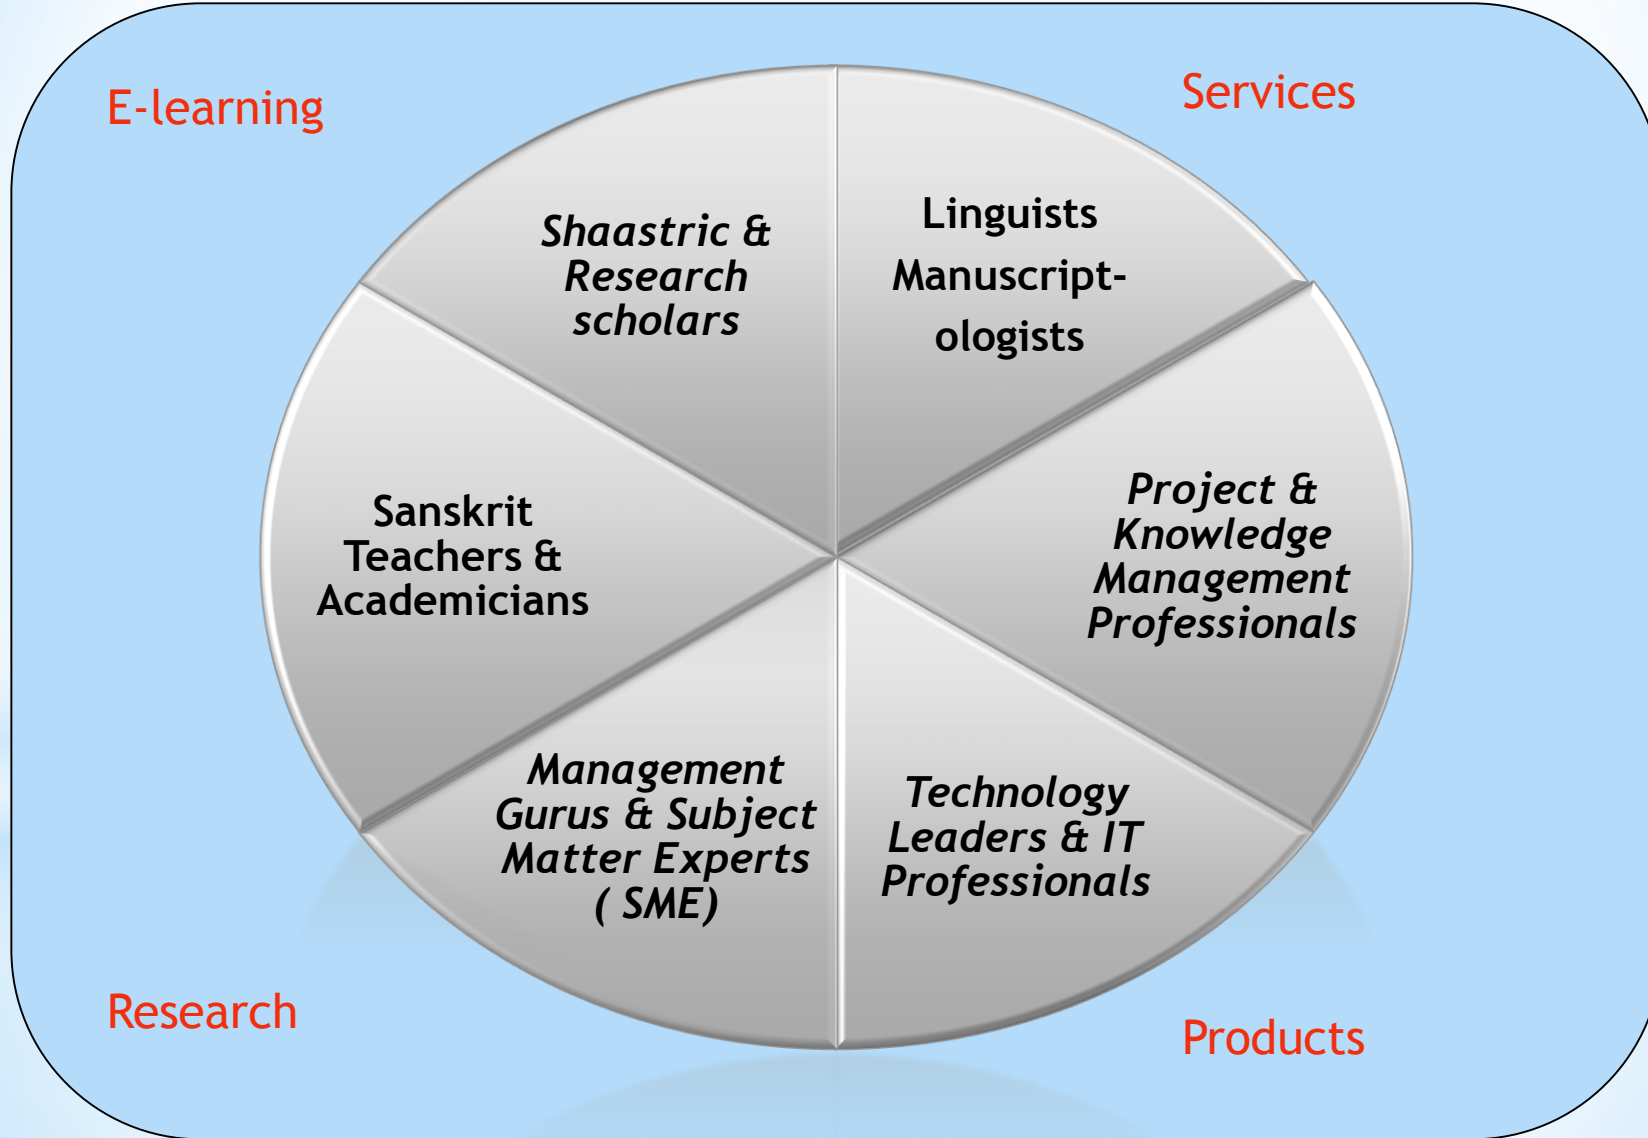 E-learning
Services
Shaastric &
Research
scholars
Linguists
Manuscript-
ologists
Sanskrit
Teachers &
Academicians
Project &
Knowledge
Management
Professionals
Management
Gurus & Subject
Matter Experts
( SME)
Technology
Leaders & IT
Professionals
Research
Products